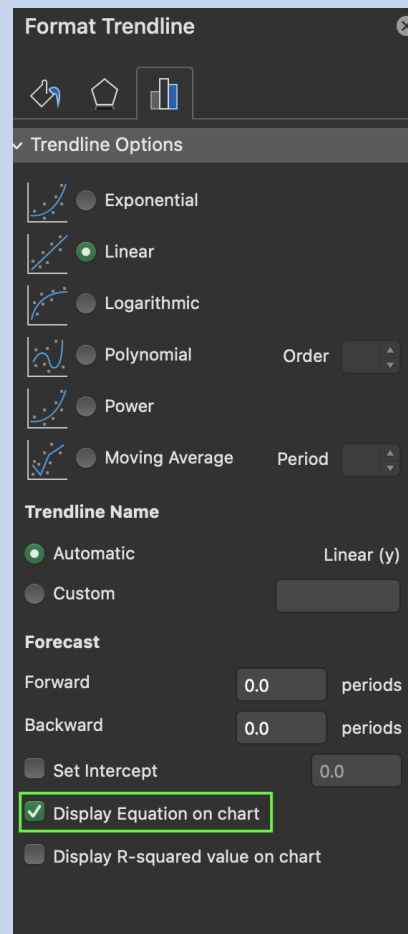 Format Trendline
Trendline Options
Exponential
Linear
Logarithmic
Polynomial Order
Power
Moving Average Period
Trendline Name
Automatic Linear (y)
Custom
Forecast
Forward 0.0 periods
Backward 0.0 periods
Set Intercept 0.0
Display Equation on chart
Display R-squared value on chart